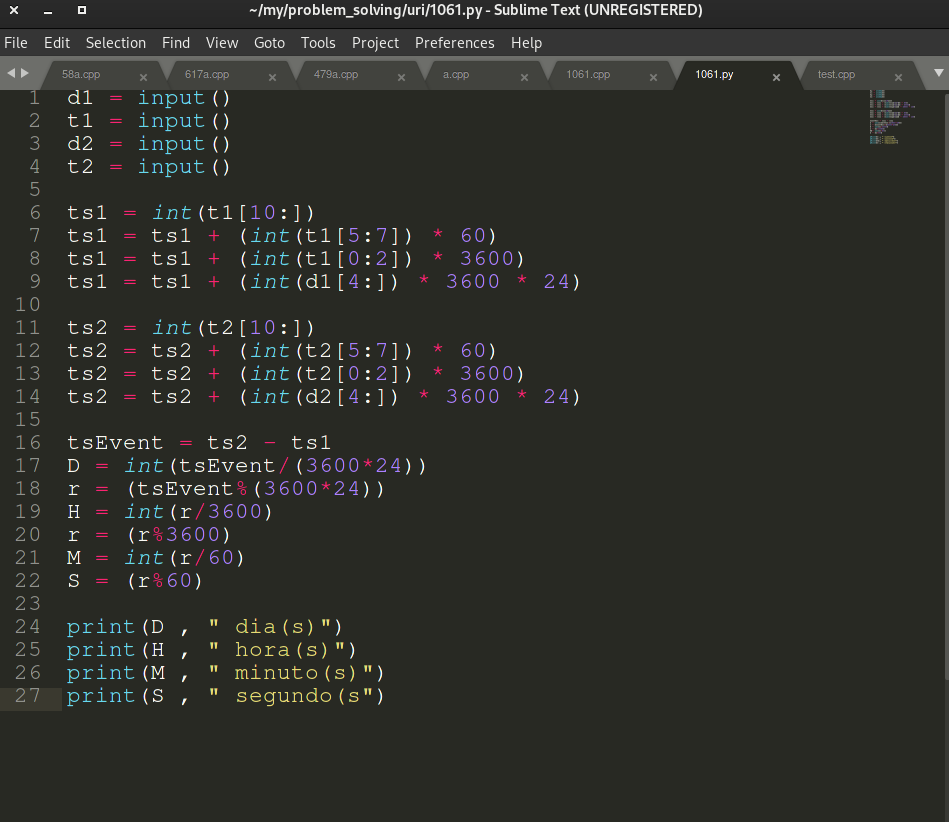 ~/my/problem_solving/uri/1061.py - Sublime Text (UNREGISTERED)
File Edit Selection Find View Goto Tools Project Preferences Help
58a.cpp 617a.cpp 479a.cpp a.cpp 1061.cpp 1061.py test.cpp
1 d1 = input()
2 t1 = input()
3 d2 = input()
4 t2 = input()
5
6 ts1 = int(t1[10:])
7 ts1 = ts1 + (int(t1[5:7]) * 60)
8 ts1 = ts1 + (int(t1[0:2]) * 3600)
9 ts1 = ts1 + (int(d1[4:]) * 3600 * 24)
10
11 ts2 = int(t2[10:])
12 ts2 = ts2 + (int(t2[5:7]) * 60)
13 ts2 = ts2 + (int(t2[0:2]) * 3600)
14 ts2 = ts2 + (int(d2[4:]) * 3600 * 24)
15
16 tsEvent = ts2 - ts1
17 D = int(tsEvent/(3600*24))
18 r = (tsEvent%(3600*24))
19 H = int(r/3600)
20 r = (r%3600)
21 M = int(r/60)
22 S = (r%60)
23
24 print(D , " dia(s)")
25 print(H , " hora(s)")
26 print(M , " minuto(s)")
27 print(S , " segundo(s")